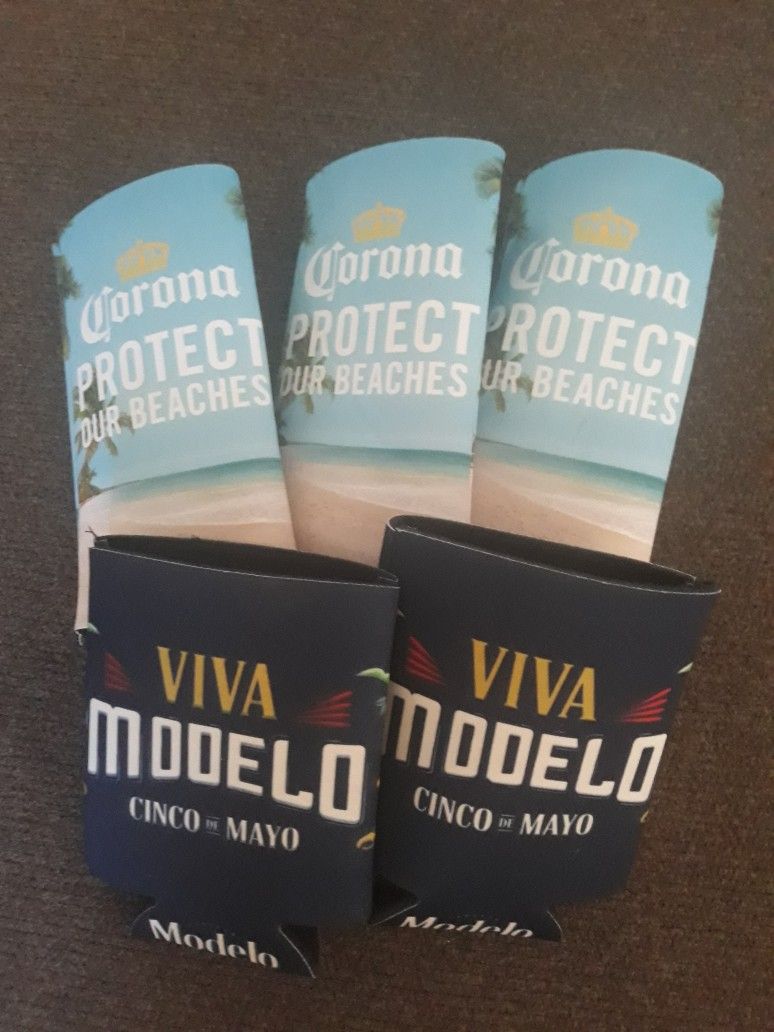 Corona
PROTECT
OUR BEACHES
Corona
PROTECT
OUR BEACHES
Corona
PROTECT
OUR BEACHES
VIVA
MODELO
CINCO DE MAYO
Modelo
VIVA
MODELO
CINCO DE MAYO
Modelo